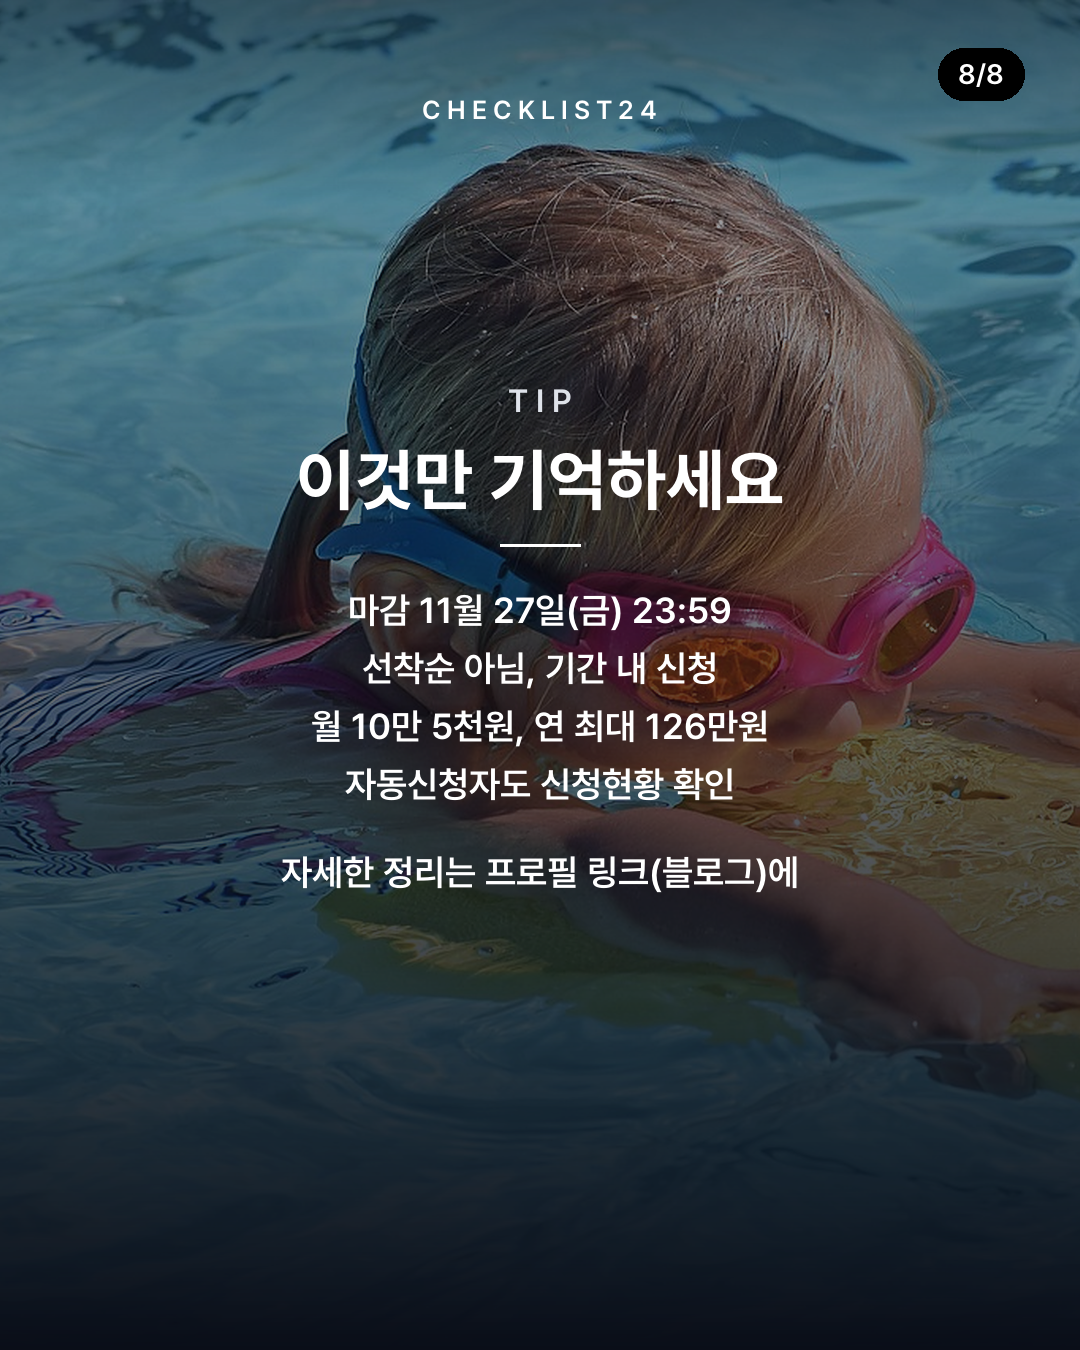 8/8
CHECKLIST24
TIP
이것만 기억하세요
마감 11월 27일(금) 23:59
선착순 아님, 기간 내 신청
월 10만 5천원, 연 최대 126만원
자동신청자도 신청현황 확인
자세한 정리는 프로필 링크(블로그)에